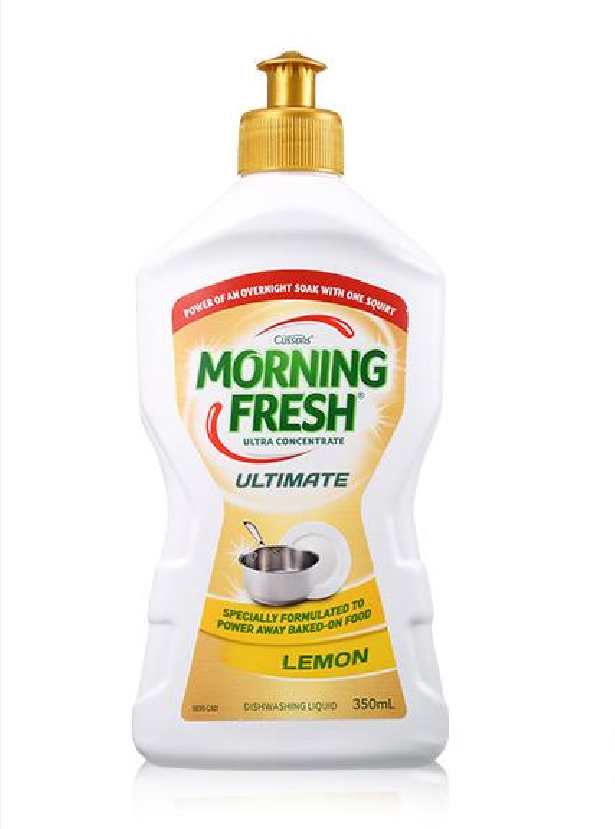 POWER OF AN OVERNIGHT SOAK WITH ONE SQUIRT
Cussons
MORNING
FRESH®
ULTRA CONCENTRATE
ULTIMATE
SPECIALLY FORMULATED TO
POWER AWAY BAKED-ON FOOD
LEMON
DISHWASHING LIQUID 350mL